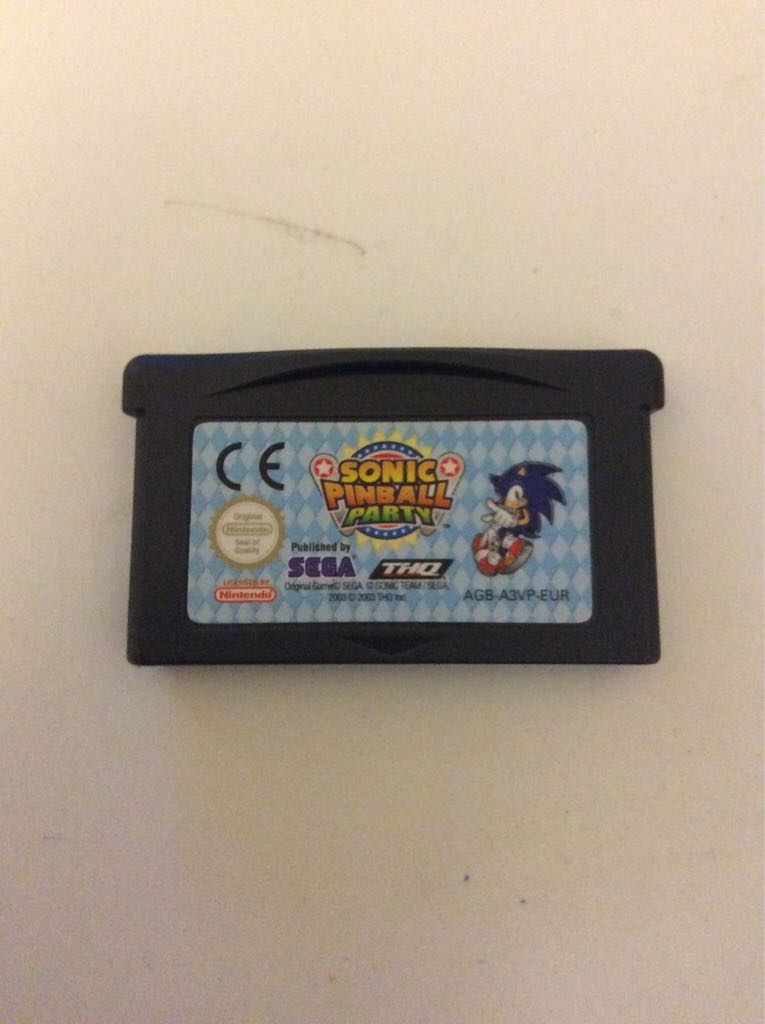 CE
SONIC
PINBALL
PARTY™
Original
Nintendo
Seal of
Quality
LICENSED BY
Nintendo
Published by
SEGA®
THQ
Original Game© SEGA. © SONIC TEAM / SEGA,
2003 © 2003 THQ Inc.
AGB-A3VP-EUR